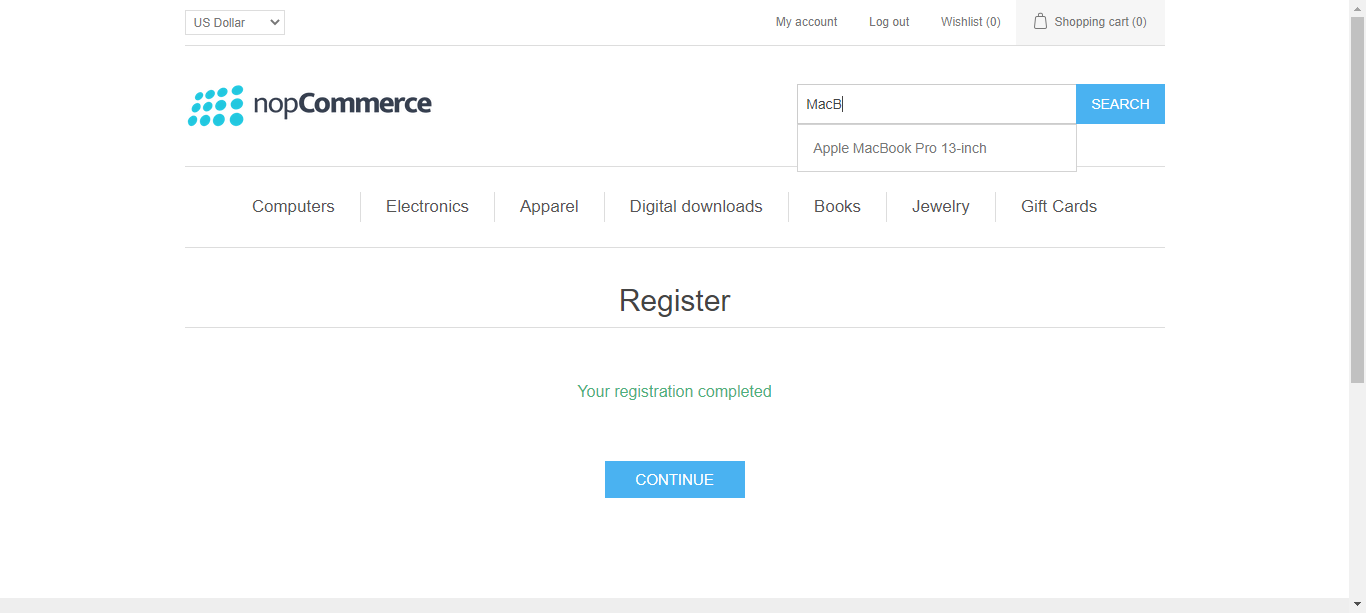 US Dollar
My account
Log out
Wishlist (0)
Shopping cart (0)
nopCommerce
MacB
SEARCH
Apple MacBook Pro 13-inch
Computers
Electronics
Apparel
Digital downloads
Books
Jewelry
Gift Cards
Register
Your registration completed
CONTINUE